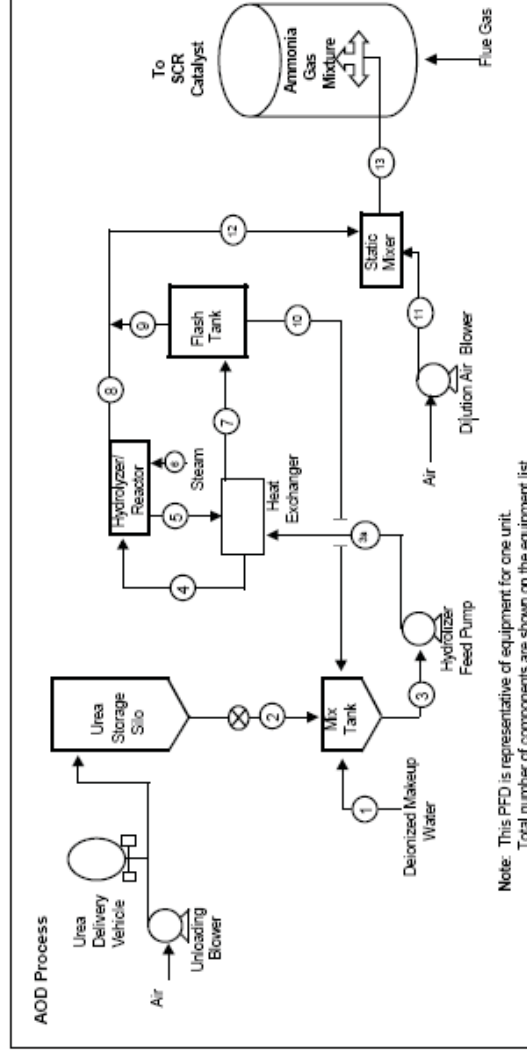 AOD Process
Urea
Delivery
Vehicle
Air
Unloading
Blower
Urea
Storage
Silo
2
Mix
Tank
1
Deionized Makeup
Water
3
Hydrolizer
Feed Pump
3a
4
Hydrolyzer/
Reactor
5
6
Steam
Heat
Exchanger
7
8
9
Flash
Tank
10
12
Air
Dilution Air Blower
11
Static
Mixer
13
To
SCR
Catalyst
Ammonia
Gas
Mixture
Flue Gas
Note: This PFD is representative of equipment for one unit.
Total number of components are shown on the equipment list